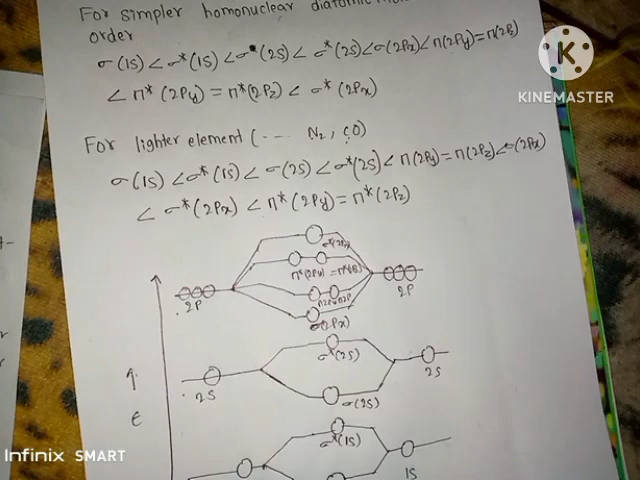 For simpler homonuclear diatomic
order
σ(1S) < σ*(1S) < σ*(2S) < σ*(2S) < σ(2Px) < π(2Py) = π(2Pz)
< π*(2Py) = π*(2Pz) < σ*(2Px)
For lighter element (---- N2, CO)
σ(1S) < σ*(1S) < σ(2S) < σ*(2S) < π(2Py) = π(2Pz) < σ(2Px)
< σ*(2Px) < π*(2Py) = π*(2Pz)
KINEMASTER
2P
2P
σ(2Px)
σ*(2S)
2S
2S
σ(2S)
E
σ*(1S)
1S
Infinix SMART